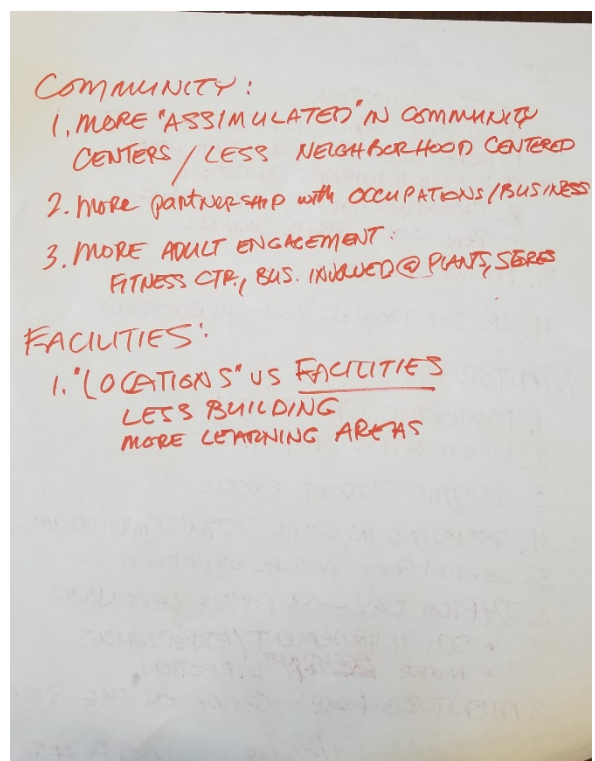 COMMUNITY:
1. MORE "ASSIMULATED" IN COMMUNITY
CENTERS / LESS NEIGHBORHOOD CENTERED
2. MORE PARTNERSHIP with OCCUPATIONS/BUSINESS
3. MORE ADULT ENGAGEMENT:
FITNESS CTR., BUS. INVOLVED @ PLANTS,
FACILITIES:
1. "LOCATIONS" VS FACILITIES
LESS BUILDING
MORE LEARNING AREAS